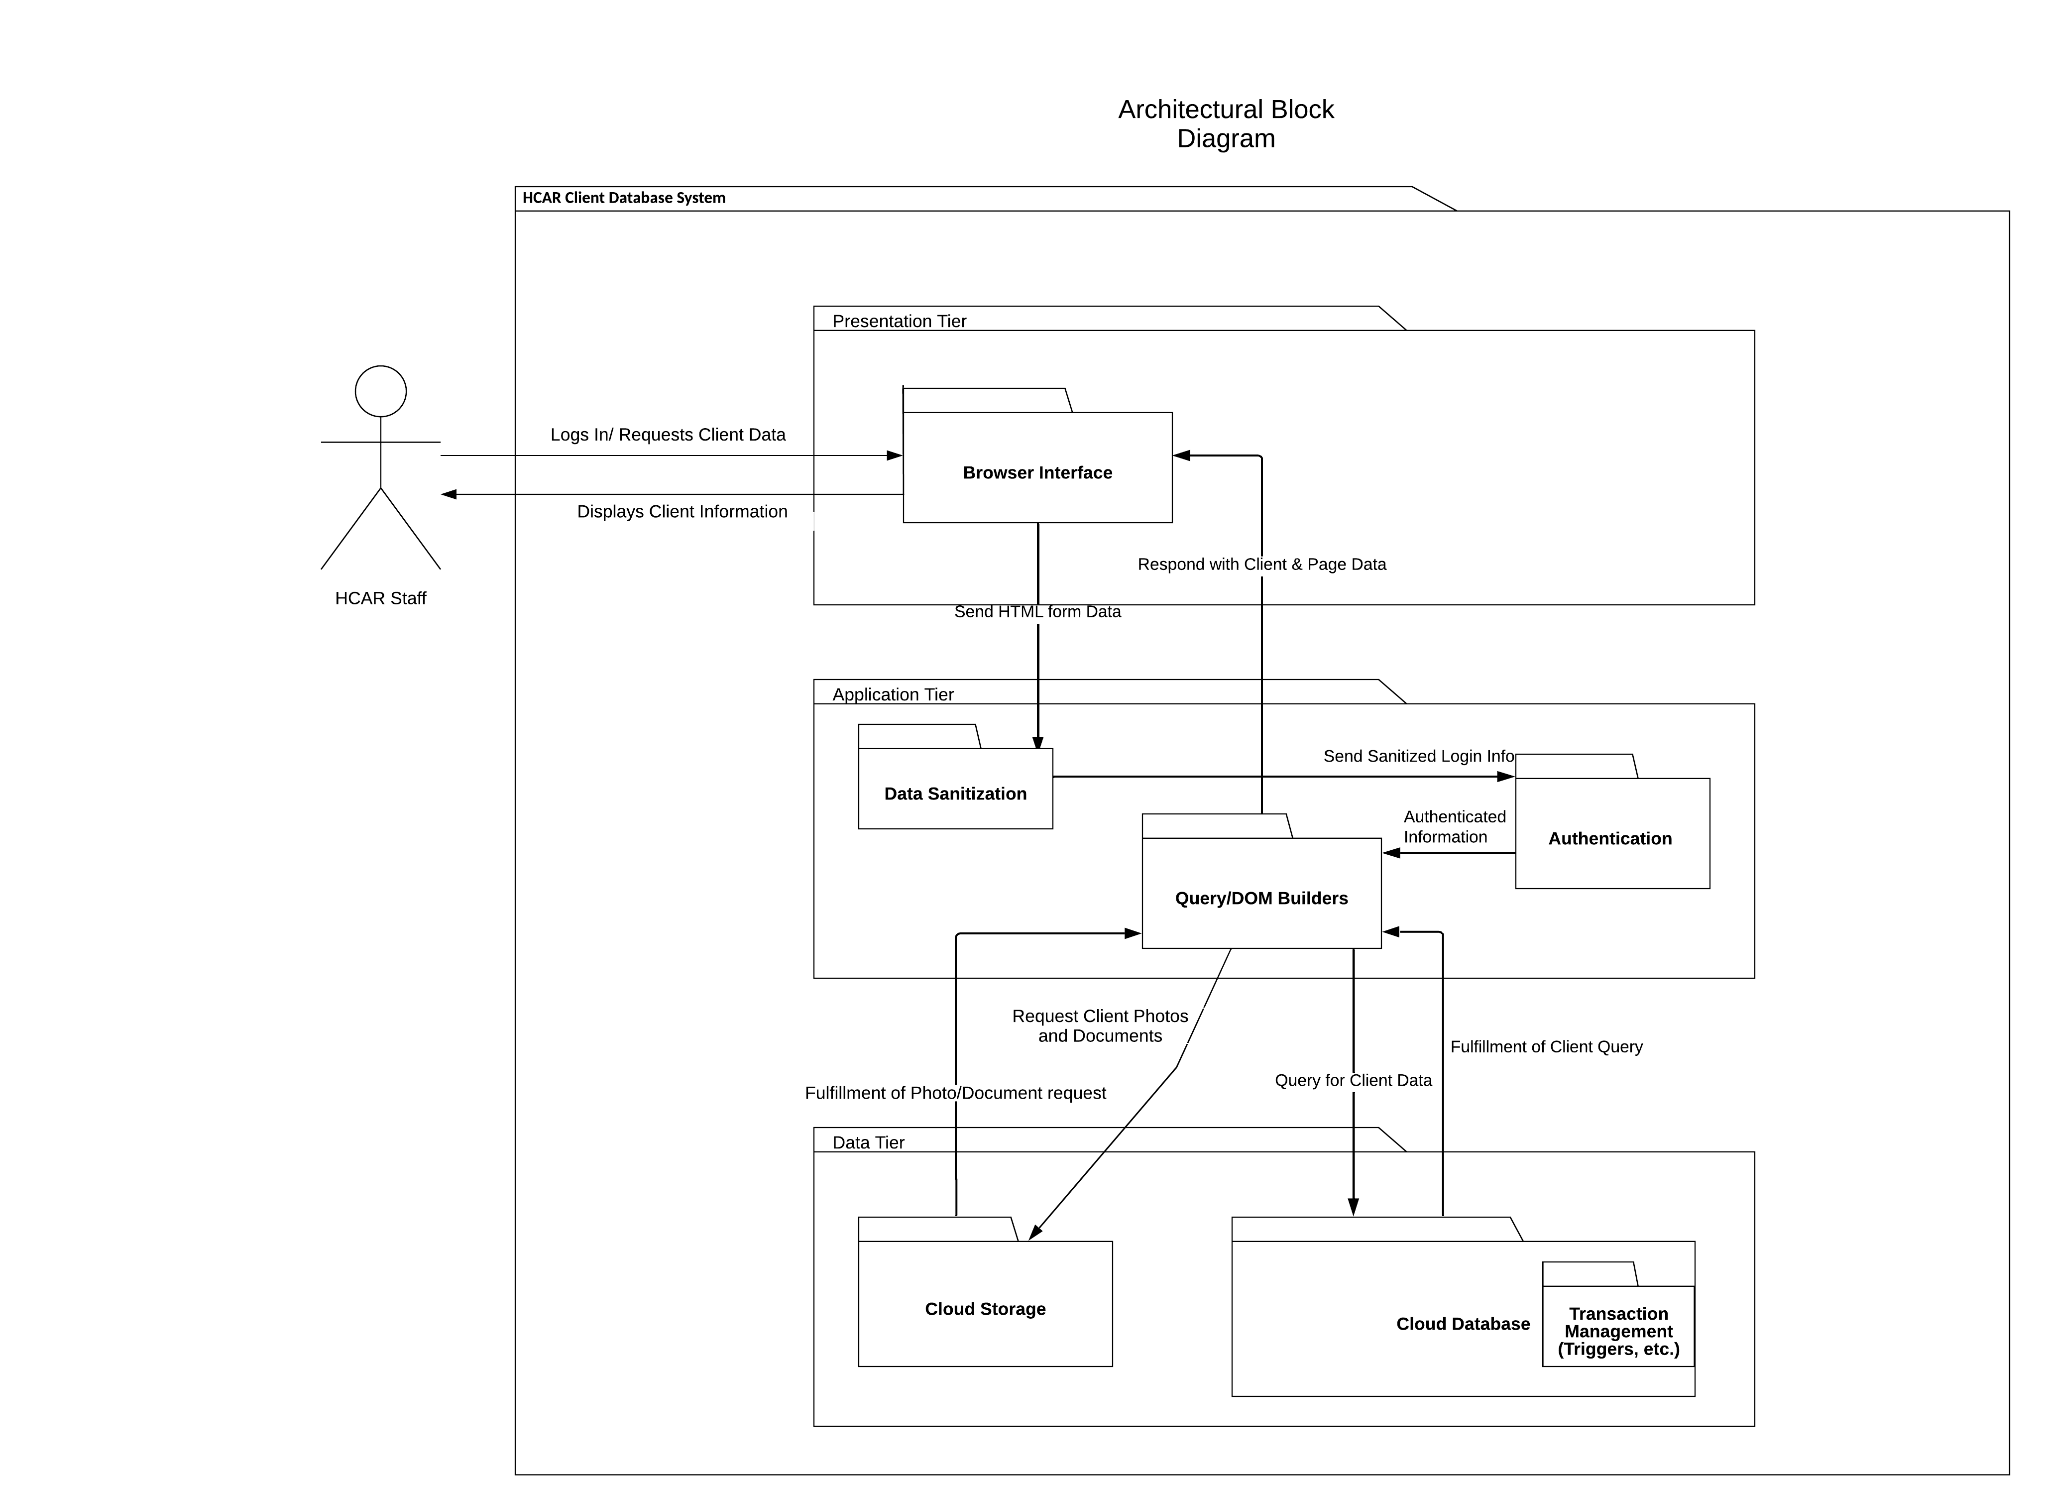 Architectural Block
Diagram
HCAR Client Database System
Presentation Tier
Logs In/ Requests Client Data
Browser Interface
Displays Client Information
Respond with Client & Page Data
HCAR Staff
Send HTML form Data
Application Tier
Send Sanitized Login Info
Data Sanitization
Authenticated
Information
Authentication
Query/DOM Builders
Request Client Photos
and Documents
Fulfillment of Client Query
Query for Client Data
Fulfillment of Photo/Document request
Data Tier
Cloud Storage
Cloud Database
Transaction
Management
(Triggers, etc.)